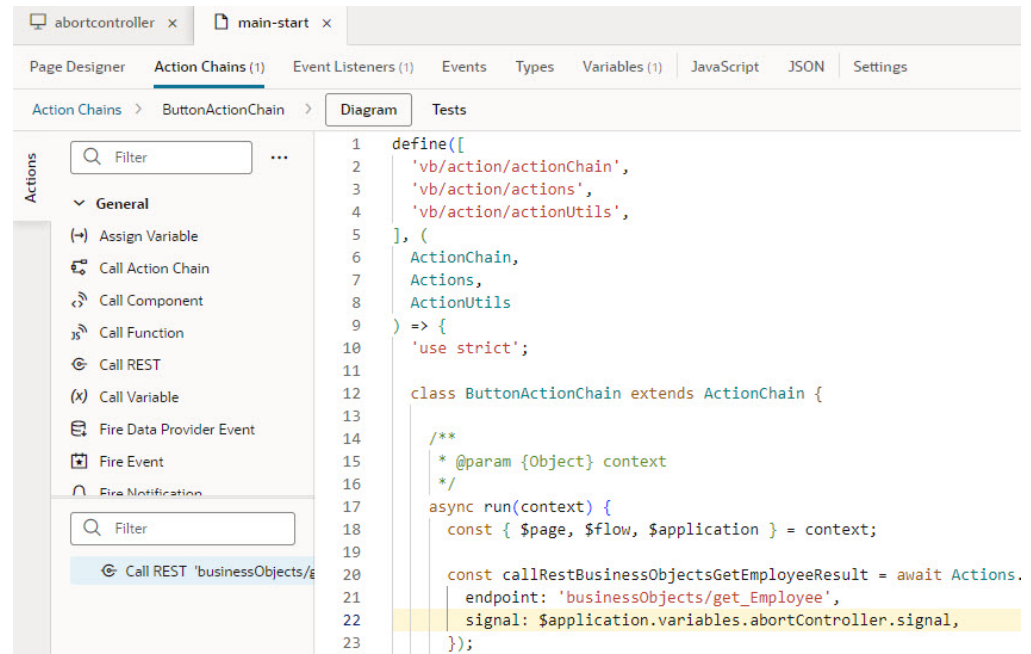 abortcontroller × main-start ×
Page Designer Action Chains (1) Event Listeners (1) Events Types Variables (1) JavaScript JSON Settings
Action Chains > ButtonActionChain > Diagram Tests
Actions
Filter ...
General
Assign Variable
Call Action Chain
Call Component
Call Function
Call REST
(x) Call Variable
Fire Data Provider Event
Fire Event
Fire Notification
Filter
Call REST 'businessObjects/g
1 define([
2 'vb/action/actionChain',
3 'vb/action/actions',
4 'vb/action/actionUtils',
5 ], (
6 ActionChain,
7 Actions,
8 ActionUtils
9 ) => {
10 'use strict';
11
12 class ButtonActionChain extends ActionChain {
13
14 /**
15 * @param {Object} context
16 */
17 async run(context) {
18 const { $page, $flow, $application } = context;
19
20 const callRestBusinessObjectsGetEmployeeResult = await Actions.
21 endpoint: 'businessObjects/get_Employee',
22 signal: $application.variables.abortController.signal,
23 });